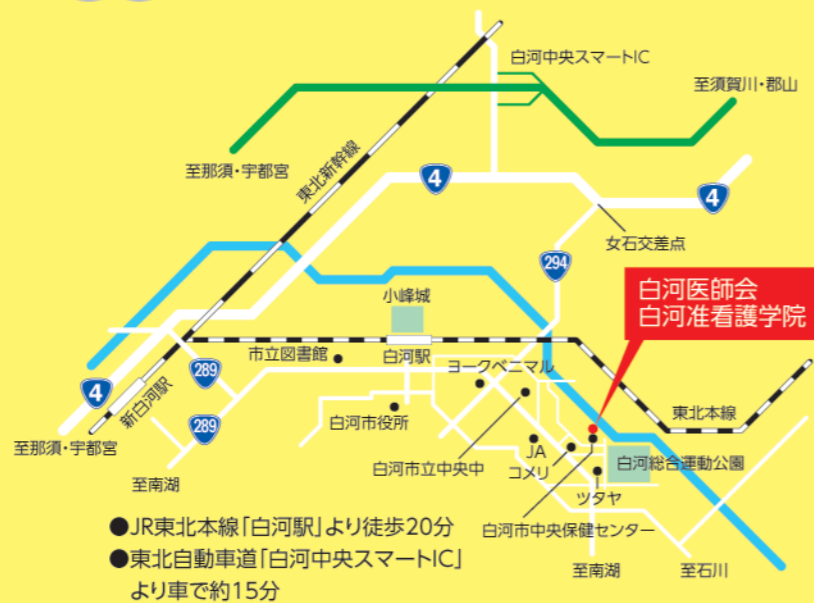 白河中央スマートIC
至須賀川・郡山
至那須・宇都宮
東北新幹線
4
4
女石交差点
294
白河医師会
白河准看護学院
小峰城
市立図書館
白河駅
ヨークベニマル
289
東北本線
4
新白河駅
289
白河市役所
至那須・宇都宮
JA
白河市立中央中
コメリ
白河総合運動公園
至南湖
ツタヤ
白河市中央保健センター
至南湖
至石川
●JR東北本線「白河駅」より徒歩20分
●東北自動車道「白河中央スマートIC」
より車で約15分